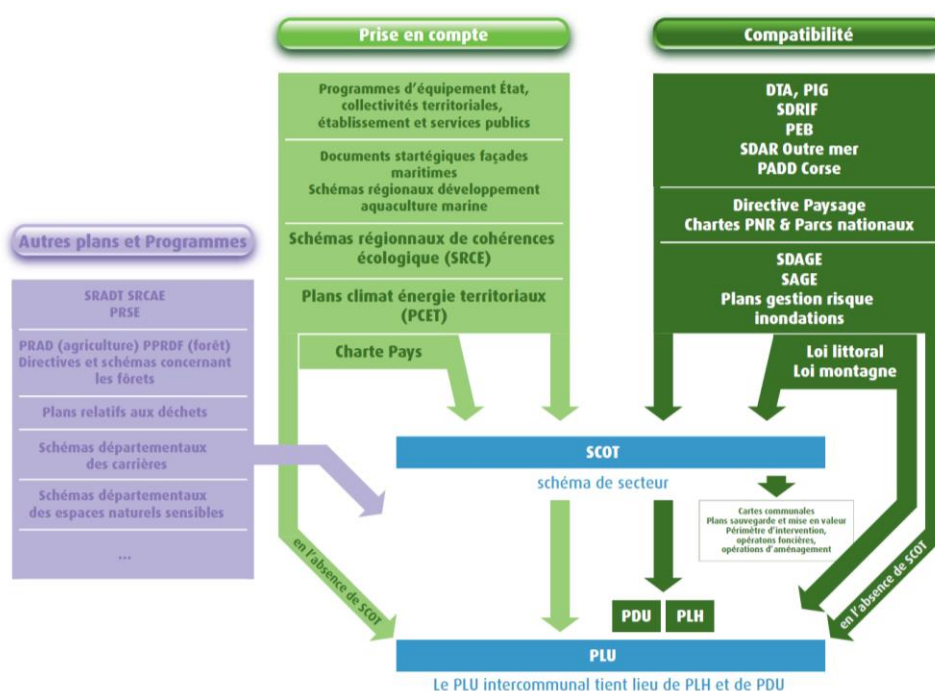 Prise en compte
Programmes d'équipement État,
collectivités territoriales,
établissement et services publics
Documents startégiques façades
maritimes
Schémas régionaux développement
aquaculture marine
Schémas régionnaux de cohérences
écologique (SRCE)
Plans climat énergie territoriaux
(PCET)
Charte Pays
en l'absence de SCOT
Compatibilité
DTA, PIG
SDRIF
PEB
SDAR Outre mer
PADD Corse
Directive Paysage
Chartes PNR & Parcs nationaux
SDAGE
SAGE
Plans gestion risque
inondations
Loi littoral
Loi montagne
en l'absence de SCOT
Autres plans et Programmes
SRADT SRCAE
PRSE
PRAD (agriculture) PPRDF (forêt)
Directives et schémas concernant
les fôrets
Plans relatifs aux déchets
Schémas départementaux
des carrières
Schémas départementaux
des espaces naturels sensibles
...
SCOT
schéma de secteur
Cartes communales
Plans sauvegarde et mise en valeur
Périmètre d'intervention,
opératons foncières,
opérations d'aménagement
PDU
PLH
PLU
Le PLU intercommunal tient lieu de PLH et de PDU